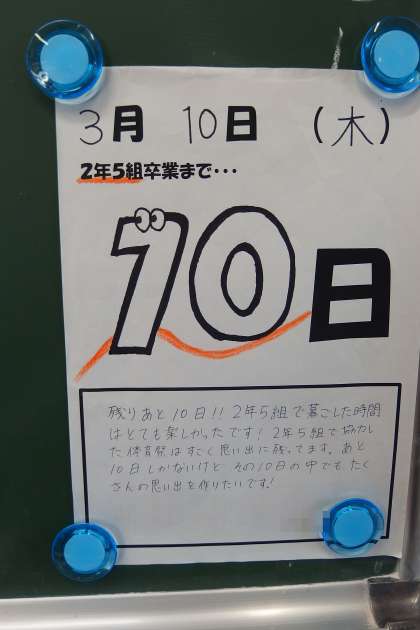 3月 10日 (木)
2年5組卒業まで・・・
10日
残りあと10日!! 2年5組で暮ごした時間
はとても楽しかったです! 2年5組で協力し
た体育祭はすごく思い出に残ってます。あと
10日しかないけど その10日の中でもたく
さんの思い出を作りたいです!